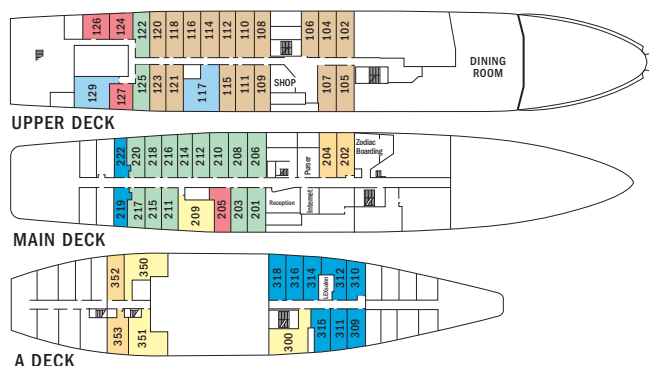 126 124 122 120 118 116 114 112 110 108 106 104 102
129 127 125 123 121 117 115 111 109 SHOP 107 105 DINING
ROOM
UPPER DECK
222 220 218 216 214 212 210 208 206 Purser 204 202 Zodiac
Boarding
219 217 215 211 209 205 203 201 Reception Internet
MAIN DECK
352 350 318 316 314 312 310
353 351 300 315 311 309
A DECK